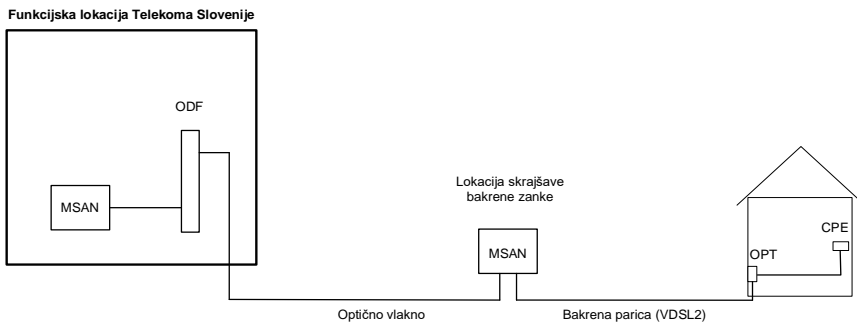 Funkcijska lokacija Telekoma Slovenije
ODF
MSAN
Lokacija skrajšave
bakrene zanke
MSAN
CPE
OPT
Optično vlakno
Bakrena parica (VDSL2)